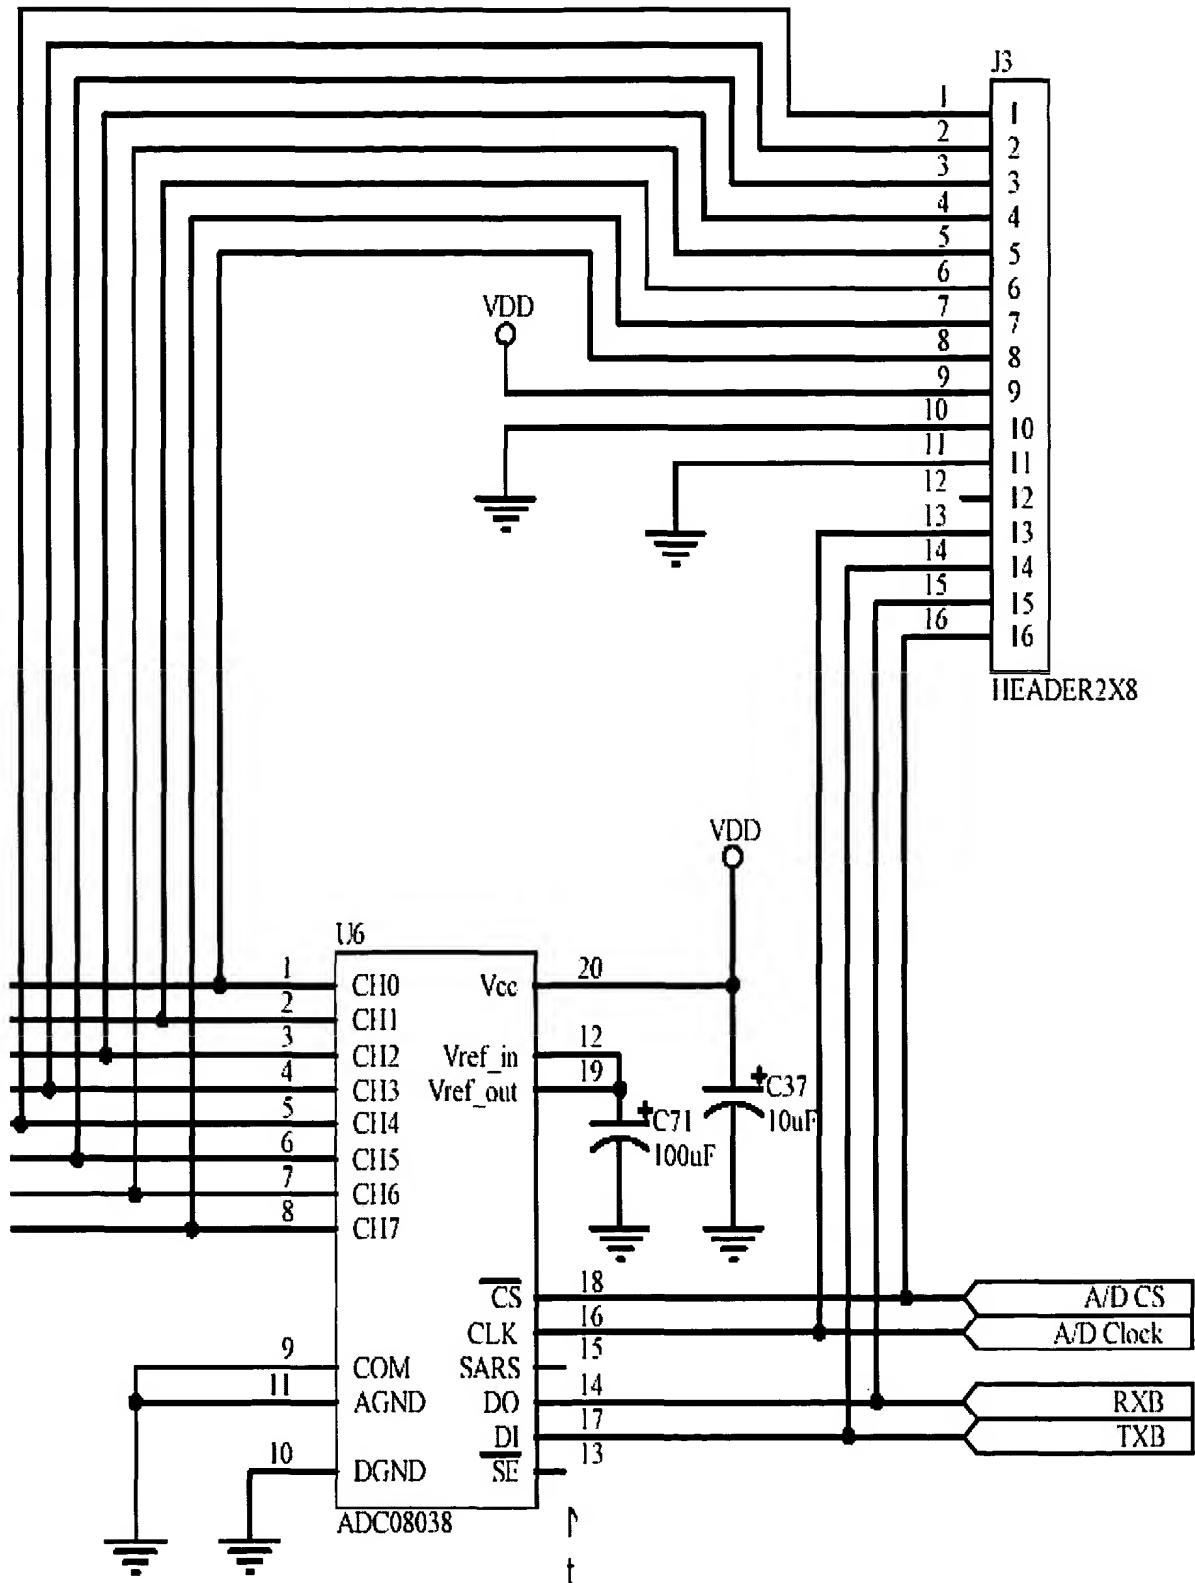 J3
1 1
2 2
3 3
4 4
5 5
6 6
7 7
8 8
9 9
10 10
11 11
12 12
13 13
14 14
15 15
16 16
HEADER2X8
VDD
VDD
U6
1 CH0 Vcc 20
2 CH1
3 CH2 Vref_in 12
4 CH3 Vref_out 19
5 CH4
6 CH5
7 CH6
8 CH7
+C71
100uF
+C37
10uF
CS 18 A/D CS
CLK 16 A/D Clock
9 COM SARS 15
11 AGND DO 14 RXB
DI 17 TXB
10 DGND SE 13
ADC08038
t